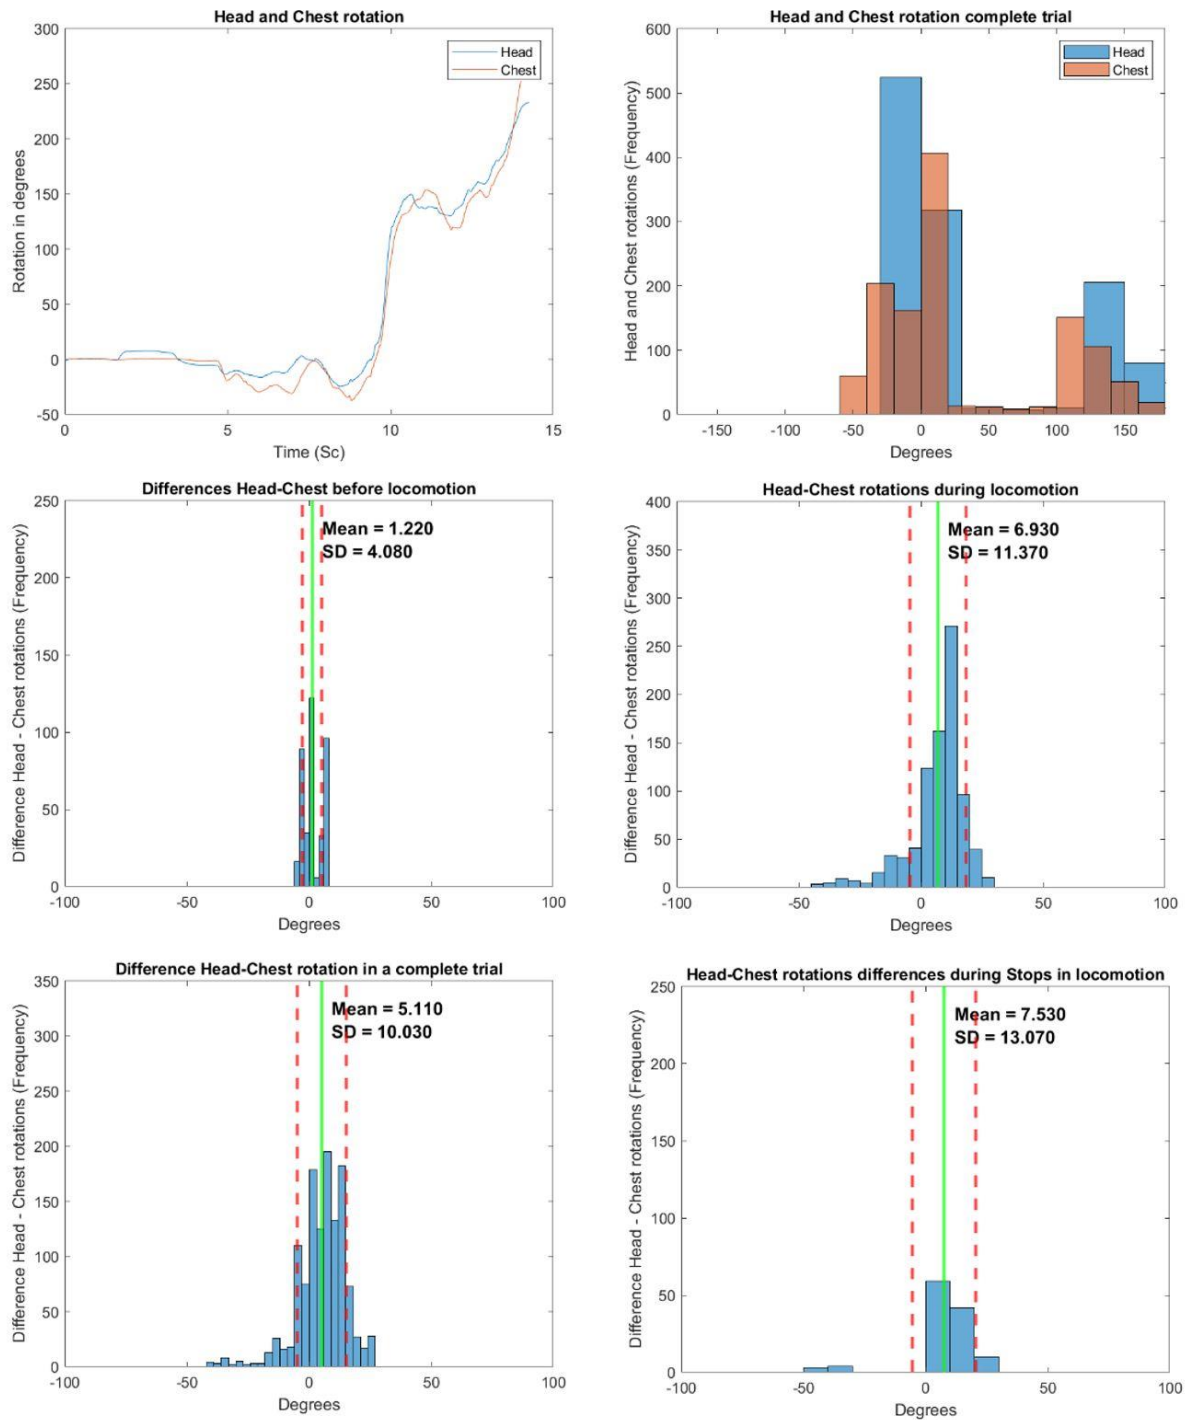 Head and Chest rotation
Head
Chest
300
250
200
150
100
50
0
-50
0 5 10 15
Rotation in degrees
Time (Sc)
Head and Chest rotation complete trial
Head
Chest
600
500
400
300
200
100
0
-150 -100 -50 0 50 100 150
Head and Chest rotations (Frequency)
Degrees
Differences Head-Chest before locomotion
Mean = 1.220
SD = 4.080
250
200
150
100
50
0
-100 -50 0 50 100
Difference Head - Chest rotations (Frequency)
Degrees
Head-Chest rotations during locomotion
Mean = 6.930
SD = 11.370
400
350
300
250
200
150
100
50
0
-100 -50 0 50 100
Difference Head - Chest rotations (Frequency)
Degrees
Difference Head-Chest rotation in a complete trial
Mean = 5.110
SD = 10.030
350
300
250
200
150
100
50
0
-100 -50 0 50 100
Difference Head - Chest rotations (Frequency)
Degrees
Head-Chest rotations differences during Stops in locomotion
Mean = 7.530
SD = 13.070
250
200
150
100
50
0
-100 -50 0 50 100
Difference Head - Chest rotations (Frequency)
Degrees